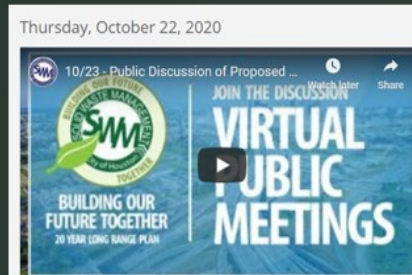 Thursday, October 22, 2020
SWM
10/23 - Public Discussion of Proposed ...
Watch later
Share
BUILDING OUR FUTURE
SOLID WASTE MANAGEMENT
SWM
City of Houston
TOGETHER
BUILDING OUR
FUTURE TOGETHER
20 YEAR LONG RANGE PLAN
JOIN THE DISCUSSION
VIRTUAL
PUBLIC
MEETINGS